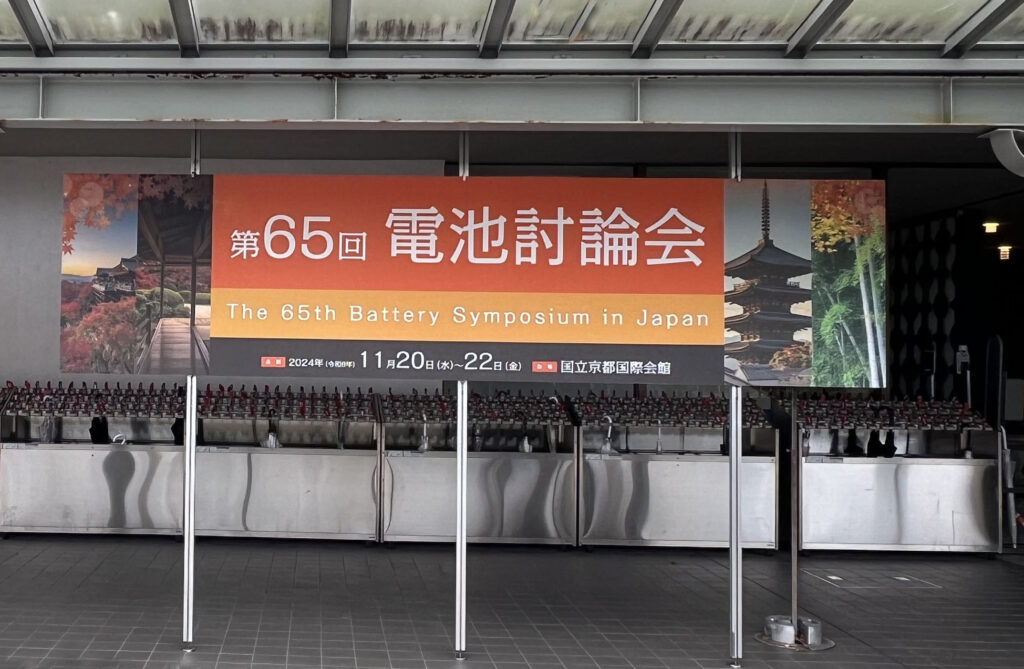 第65回 電池討論会
The 65th Battery Symposium in Japan
会期 2024年(令和6年) 11月20日(水)~22日(金) 会場 国立京都国際会館